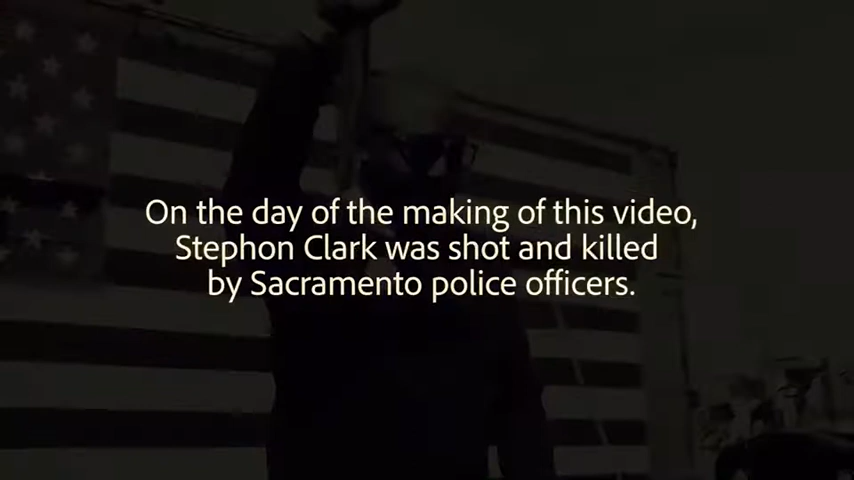 On the day of the making of this video,
Stephon Clark was shot and killed
by Sacramento police officers.